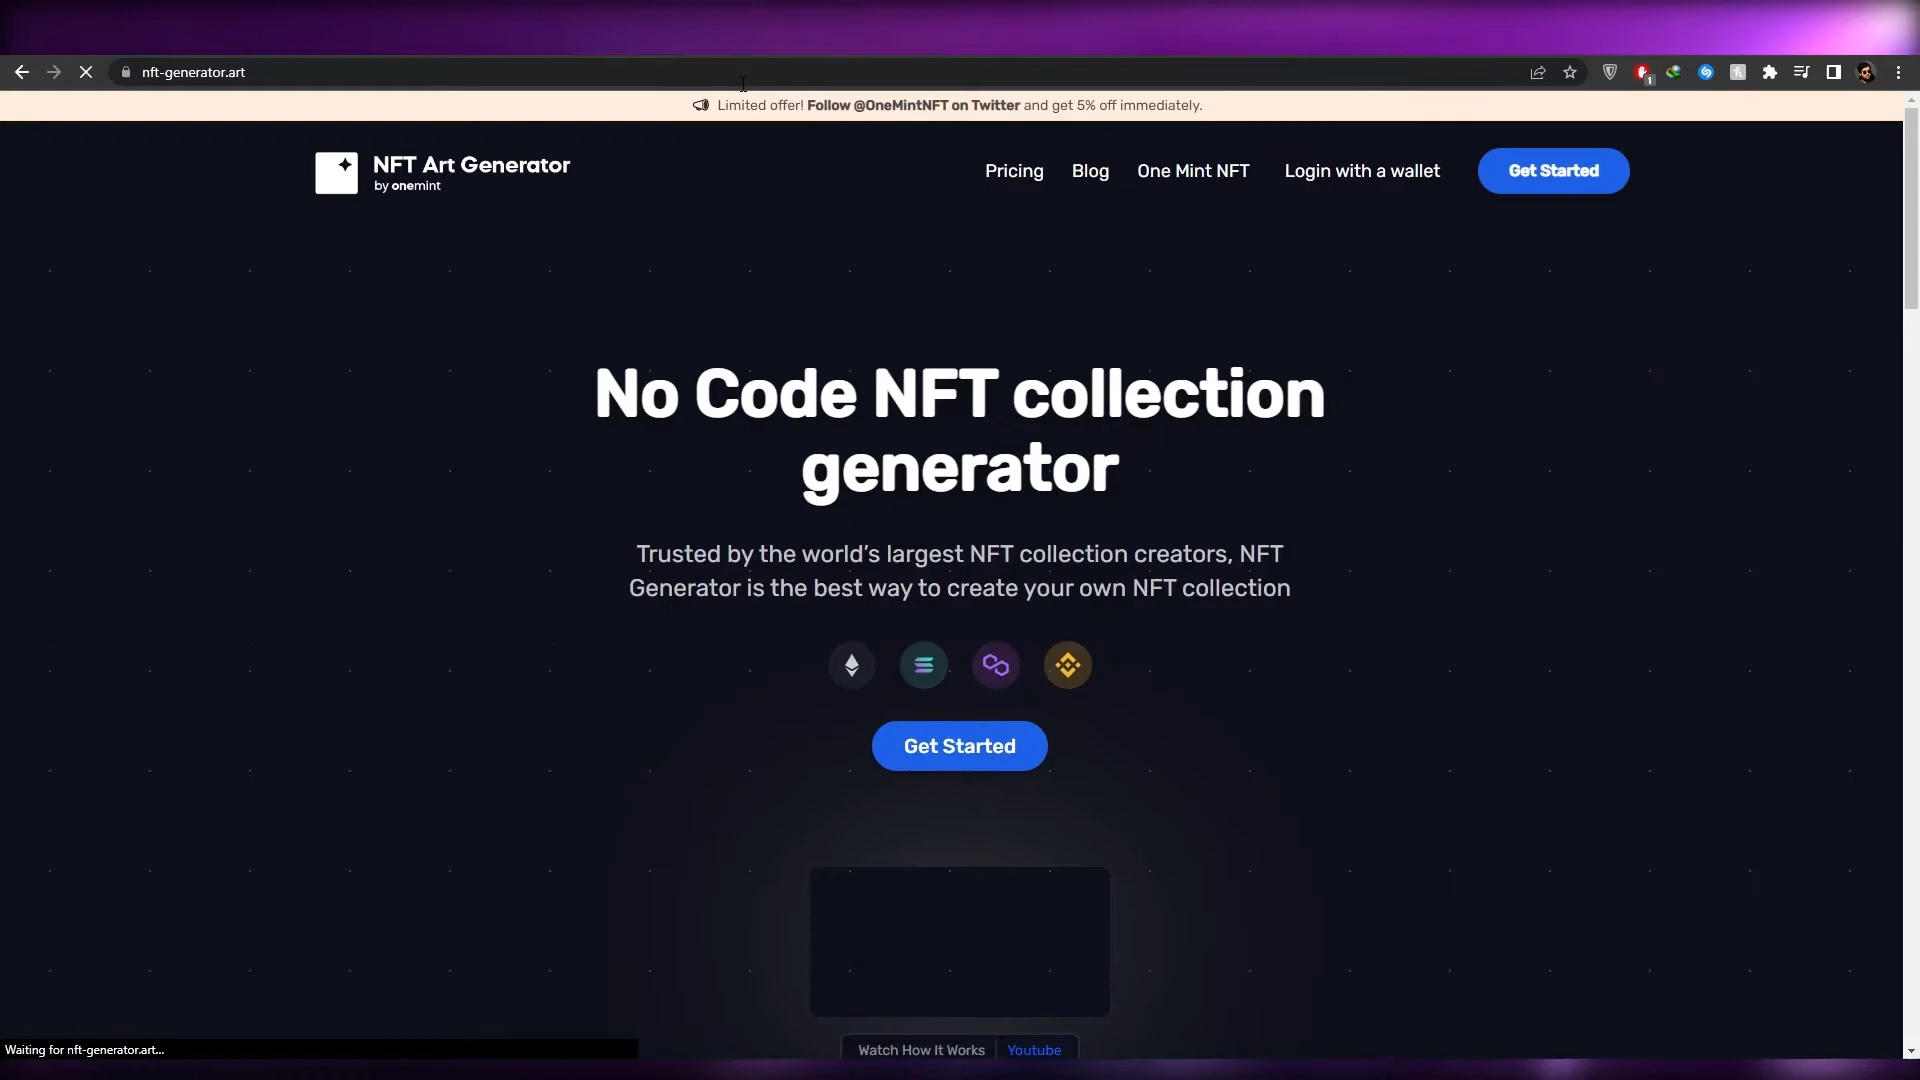 nft-generator.art
1
Limited offer! Follow @OneMintNFT on Twitter and get 5% off immediately.
NFT Art Generator
by onemint
Pricing
Blog
One Mint NFT
Login with a wallet
Get Started
No Code NFT collection
generator
Trusted by the world’s largest NFT collection creators, NFT
Generator is the best way to create your own NFT collection
Get Started
Watch How It Works
Youtube
Waiting for nft-generator.art...